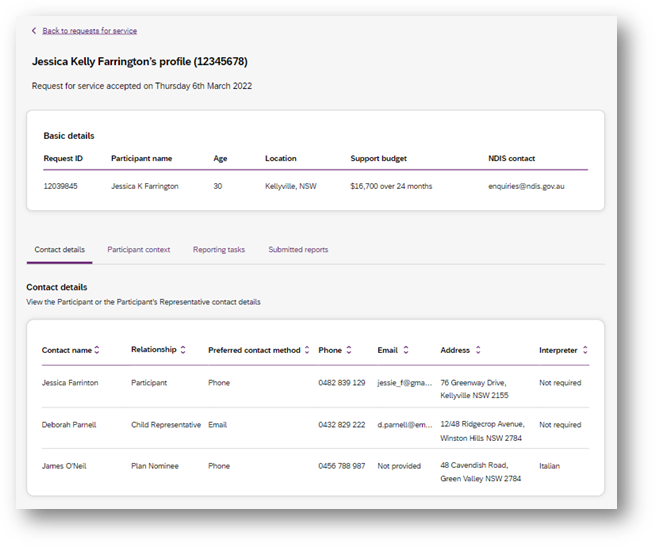 Back to requests for service
Jessica Kelly Farrington's profile (12345678)
Request for service accepted on Thursday 6th March 2022
Basic details
Request ID Participant name Age Location Support budget NDIS contact
12039845 Jessica K Farrington 30 Kellyville, NSW $16,700 over 24 months enquiries@ndis.gov.au
Contact details Participant context Reporting tasks Submitted reports
Contact details
View the Participant or the Participant's Representative contact details
Contact name Relationship Preferred contact method Phone Email Address Interpreter
Jessica Farrinton Participant Phone 0482 839 129 jessie_f@gma... 76 Greenway Drive, Not required
Kellyville NSW 2155
Deborah Parnell Child Representative Email 0432 829 222 d.parnell@em... 12/48 Ridgecrop Avenue, Not required
Winston Hills NSW 2784
James O'Neil Plan Nominee Phone 0456 788 987 Not provided 48 Cavendish Road, Italian
Green Valley NSW 2784